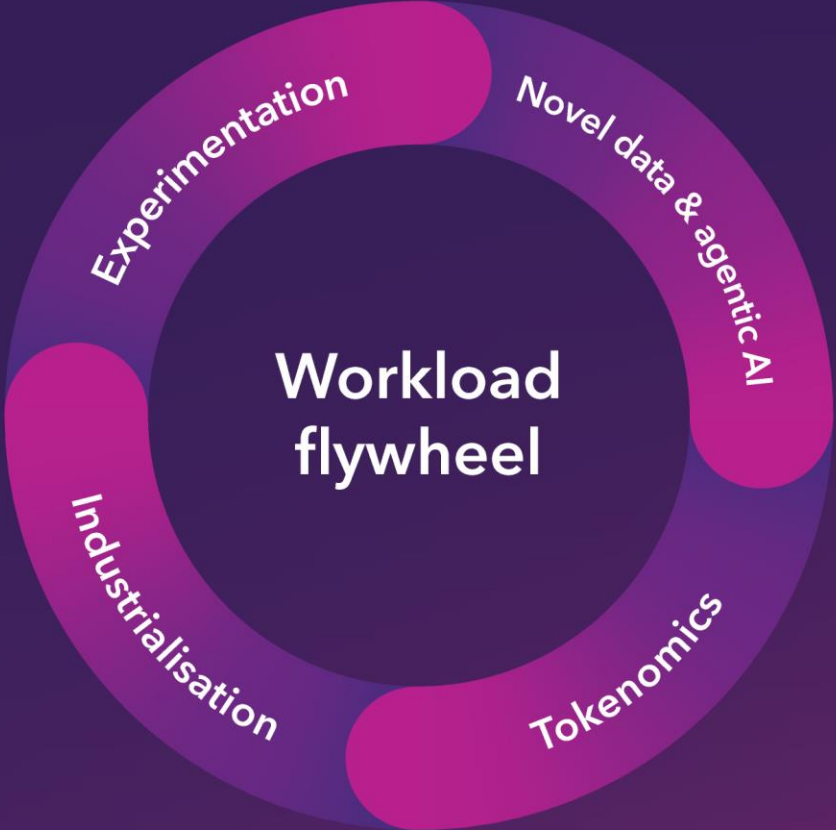 Experimentation
Novel data & agentic AI
Tokenomics
Industrialisation
Workload
flywheel